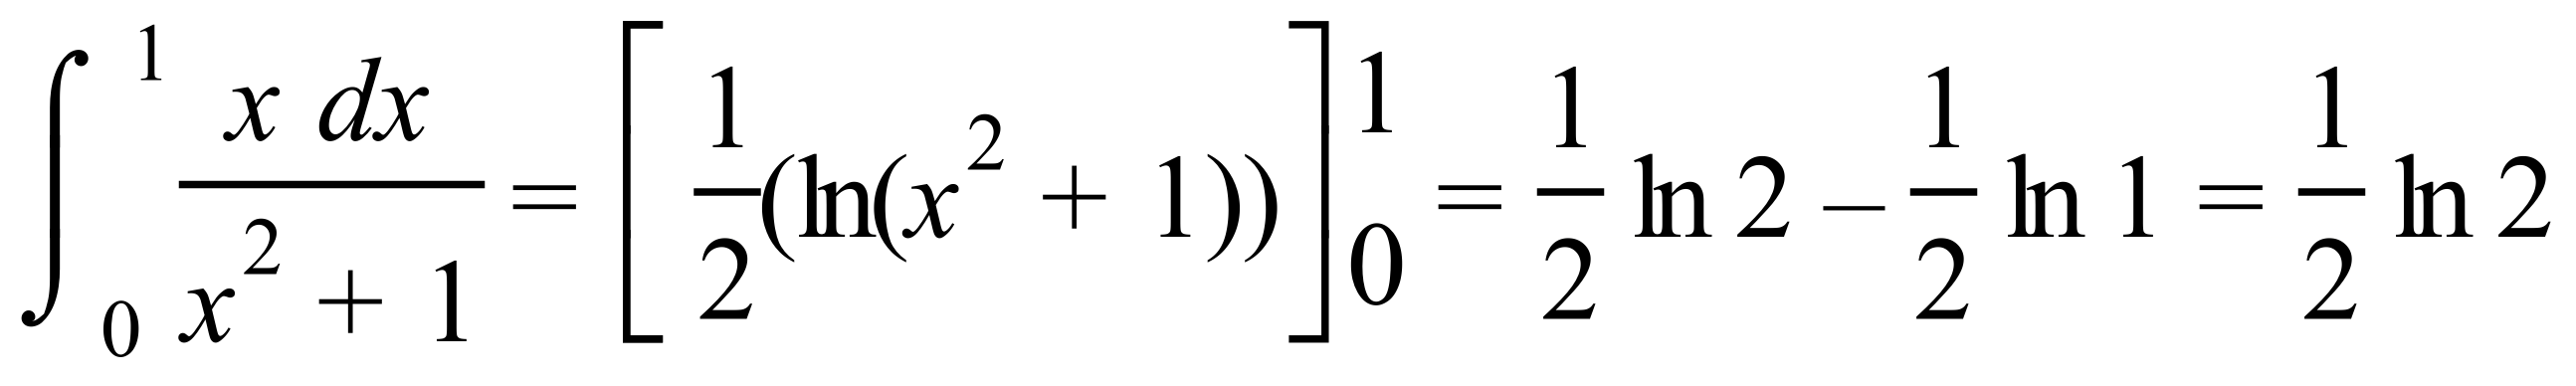 ∫₀¹ x dx / (x² + 1) = [1/2 (ln(x² + 1))]₀¹ = 1/2 ln 2 − 1/2 ln 1 = 1/2 ln 2